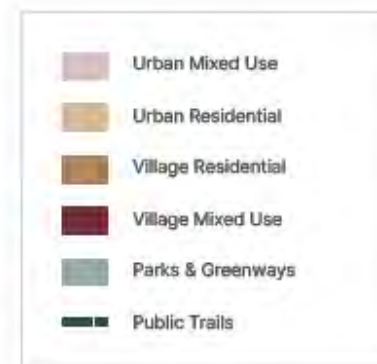 Urban Mixed Use
Urban Residential
Village Residential
Village Mixed Use
Parks & Greenways
Public Trails